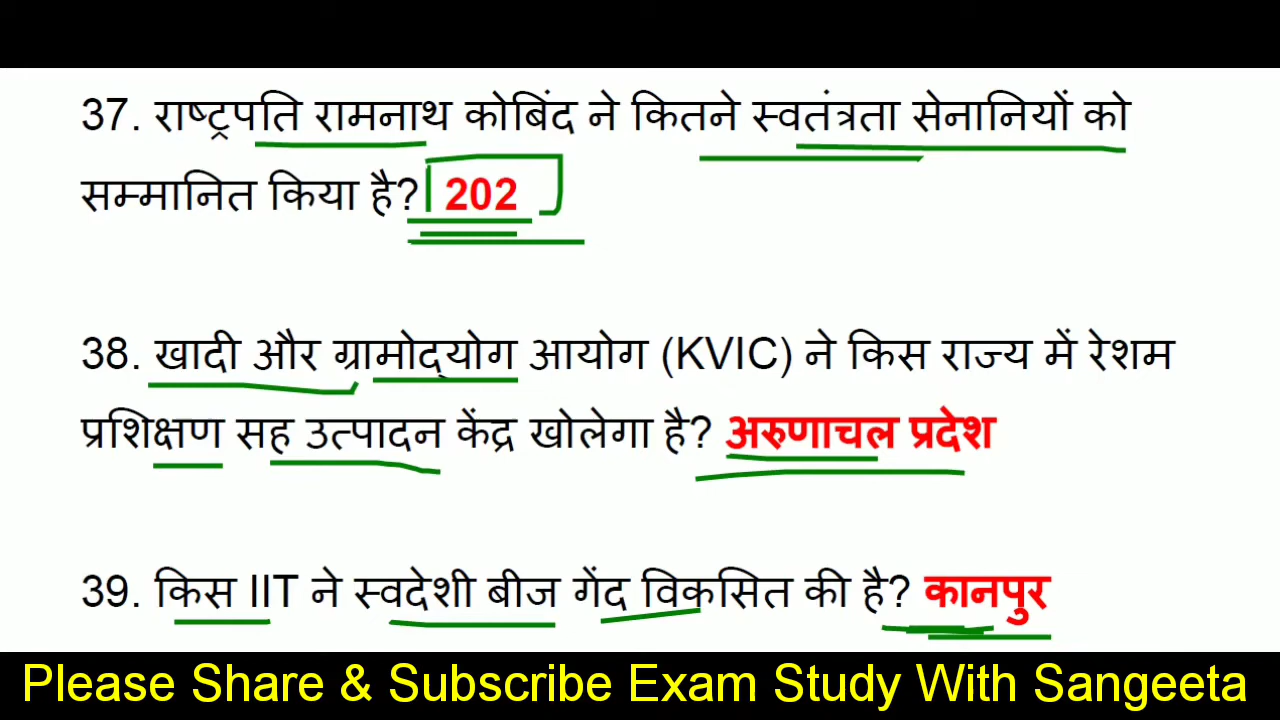 37. राष्ट्रपति रामनाथ कोबिंद ने कितने स्वतंत्रता सेनानियों को
सम्मानित किया है? 202
38. खादी और ग्रामोद्योग आयोग (KVIC) ने किस राज्य में रेशम
प्रशिक्षण सह उत्पादन केंद्र खोलेगा है? अरुणाचल प्रदेश
39. किस IIT ने स्वदेशी बीज गेंद विकसित की है? कानपुर
Please Share & Subscribe Exam Study With Sangeeta